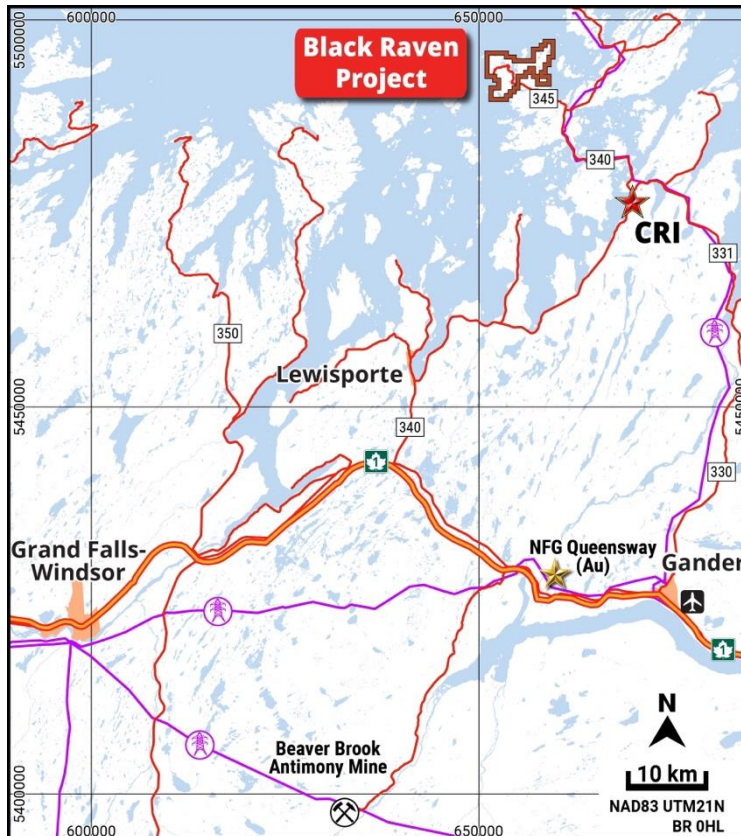 600000
650000
5500000
Black Raven
Project
345
340
CRI
331
350
Lewisporte
5450000
340
330
1
NFG Queensway
(Au)
Grand Falls-
Windsor
Gander
1
N
Beaver Brook
Antimony Mine
10 km
5400000
NAD83 UTM21N
600000
650000
BR 0HL